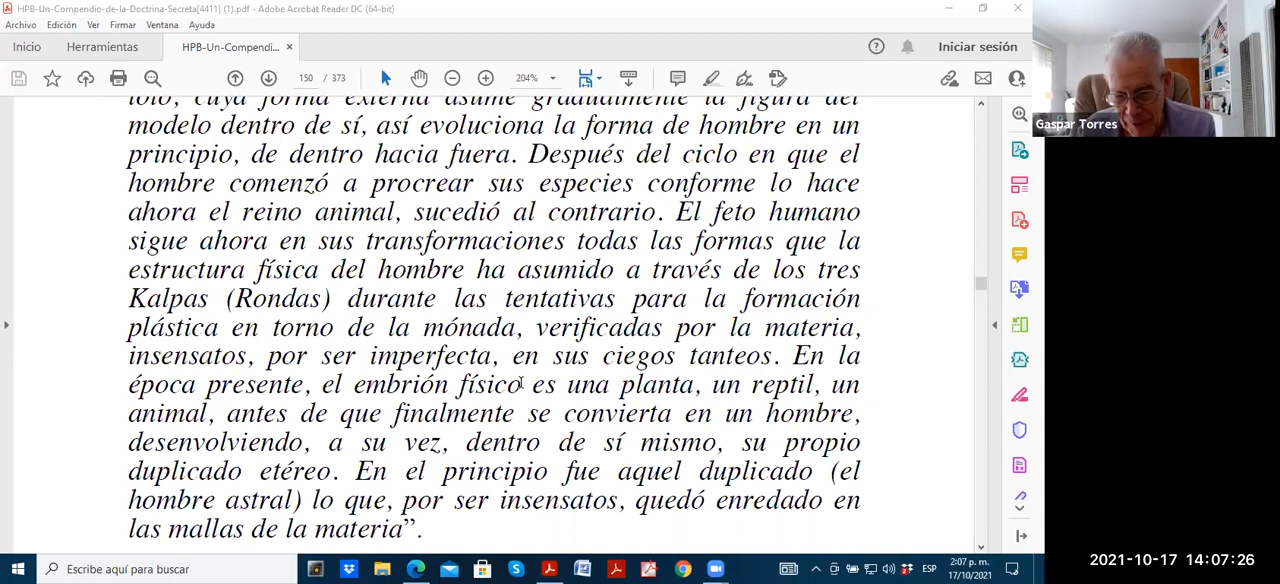 HPB-Un-Compendio-de-la-Doctrina-Secreta[4411] (1).pdf - Adobe Acrobat Reader DC (64-bit)
Archivo Edición Ver Firmar Ventana Ayuda
Inicio Herramientas HPB-Un-Compendi... × Iniciar sesión
150 / 373 204%
loto, cuya forma externa asume gradualmente la figura del
modelo dentro de sí, así evoluciona la forma de hombre en un
principio, de dentro hacia fuera. Después del ciclo en que el
hombre comenzó a procrear sus especies conforme lo hace
ahora el reino animal, sucedió al contrario. El feto humano
sigue ahora en sus transformaciones todas las formas que la
estructura física del hombre ha asumido a través de los tres
Kalpas (Rondas) durante las tentativas para la formación
plástica en torno de la mónada, verificadas por la materia,
insensatos, por ser imperfecta, en sus ciegos tanteos. En la
época presente, el embrión físico es una planta, un reptil, un
animal, antes de que finalmente se convierta en un hombre,
desenvolviendo, a su vez, dentro de sí mismo, su propio
duplicado etéreo. En el principio fue aquel duplicado (el
hombre astral) lo que, por ser insensatos, quedó enredado en
las mallas de la materia”.
Gaspar Torres
Escribe aquí para buscar
ESP
2:07 p. m.
17/10/2021
2021-10-17 14:07:26